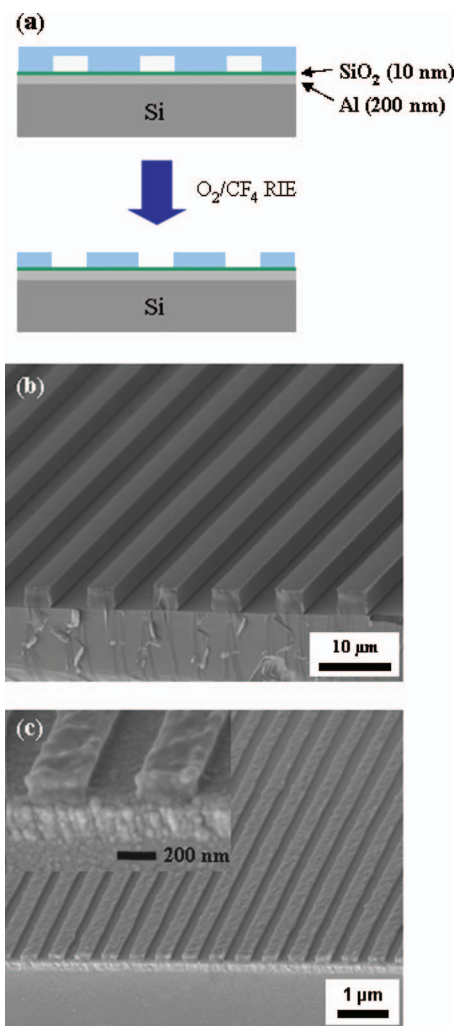 (a)
SiO₂ (10 nm)
Al (200 nm)
Si
O₂/CF₄ RIE
Si
(b)
10 μm
(c)
200 nm
1 μm